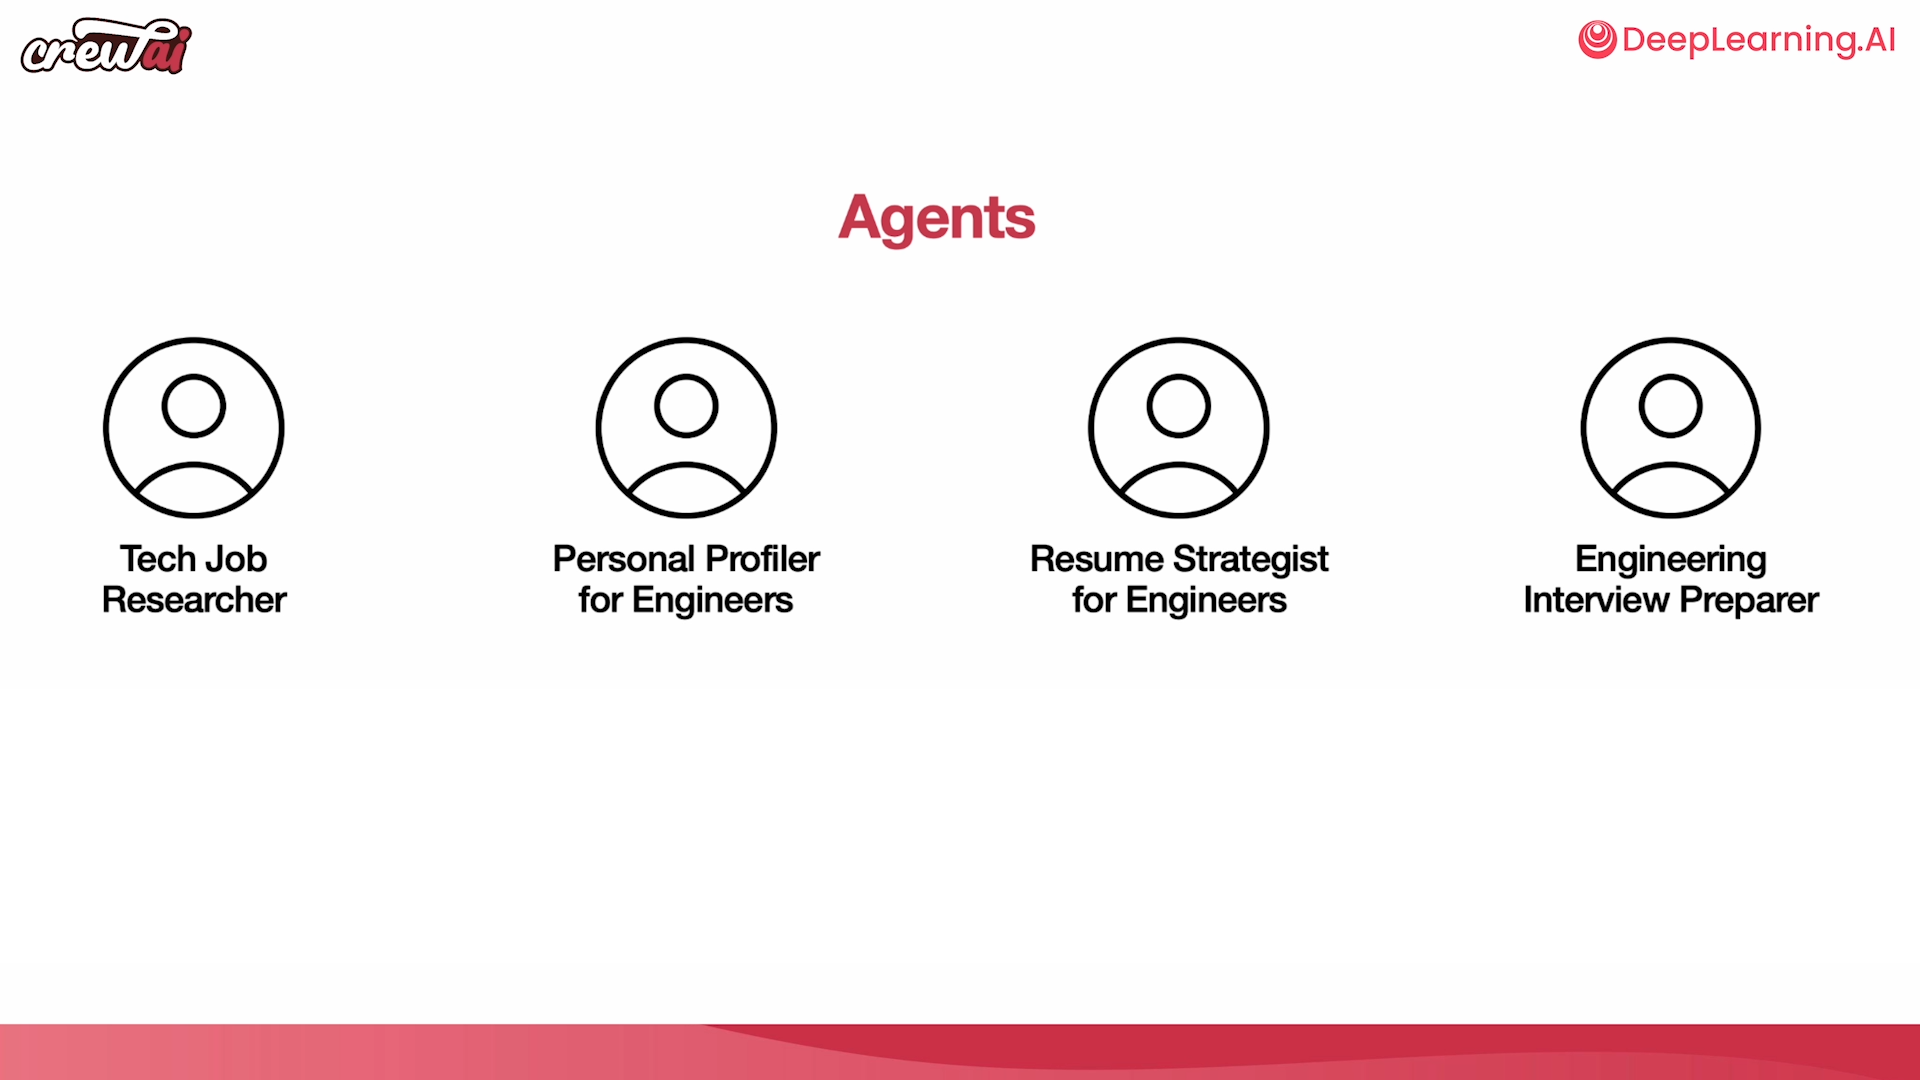 crewai
DeepLearning.AI
Agents
Tech Job
Researcher
Personal Profiler
for Engineers
Resume Strategist
for Engineers
Engineering
Interview Preparer